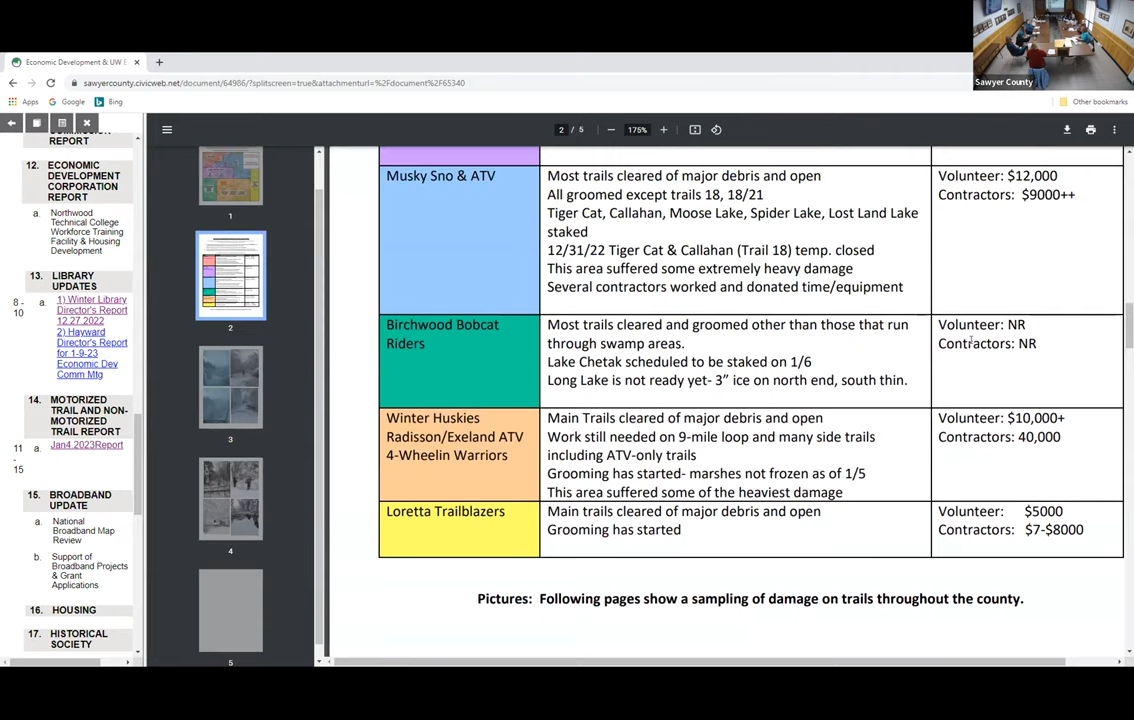 Sawyer County
Economic Development & UW E
sawyercounty.civicweb.net/document/64986/?splitscreen=true&attachmenturl=%2Fdocument%2F65340
Apps
Google
Bing
Other bookmarks
REPORT
12. ECONOMIC
DEVELOPMENT
CORPORATION
REPORT
a. Northwood
Technical College
Workforce Training
Facility & Housing
Development
13. LIBRARY
UPDATES
8 - a. 1) Winter Library
10 Director's Report
12.27.2022
2) Hayward
Director's Report
for 1-9-23
Economic Dev
Comm Mtg
14. MOTORIZED
TRAIL AND NON-
MOTORIZED
TRAIL REPORT
11 a. Jan4 2023Report
-
15
15. BROADBAND
UPDATE
a. National
Broadband Map
Review
b. Support of
Broadband Projects
& Grant
Applications
16. HOUSING
17. HISTORICAL
SOCIETY
2 / 5
175%
1
2
3
4
5
Musky Sno & ATV
Most trails cleared of major debris and open
All groomed except trails 18, 18/21
Tiger Cat, Callahan, Moose Lake, Spider Lake, Lost Land Lake
staked
12/31/22 Tiger Cat & Callahan (Trail 18) temp. closed
This area suffered some extremely heavy damage
Several contractors worked and donated time/equipment
Volunteer: $12,000
Contractors: $9000++
Birchwood Bobcat
Riders
Most trails cleared and groomed other than those that run
through swamp areas.
Lake Chetak scheduled to be staked on 1/6
Long Lake is not ready yet- 3” ice on north end, south thin.
Volunteer: NR
Contractors: NR
Winter Huskies
Radisson/Exeland ATV
4-Wheelin Warriors
Main Trails cleared of major debris and open
Work still needed on 9-mile loop and many side trails
including ATV-only trails
Grooming has started- marshes not frozen as of 1/5
This area suffered some of the heaviest damage
Volunteer: $10,000+
Contractors: 40,000
Loretta Trailblazers
Main trails cleared of major debris and open
Grooming has started
Volunteer: $5000
Contractors: $7-$8000
Pictures: Following pages show a sampling of damage on trails throughout the county.